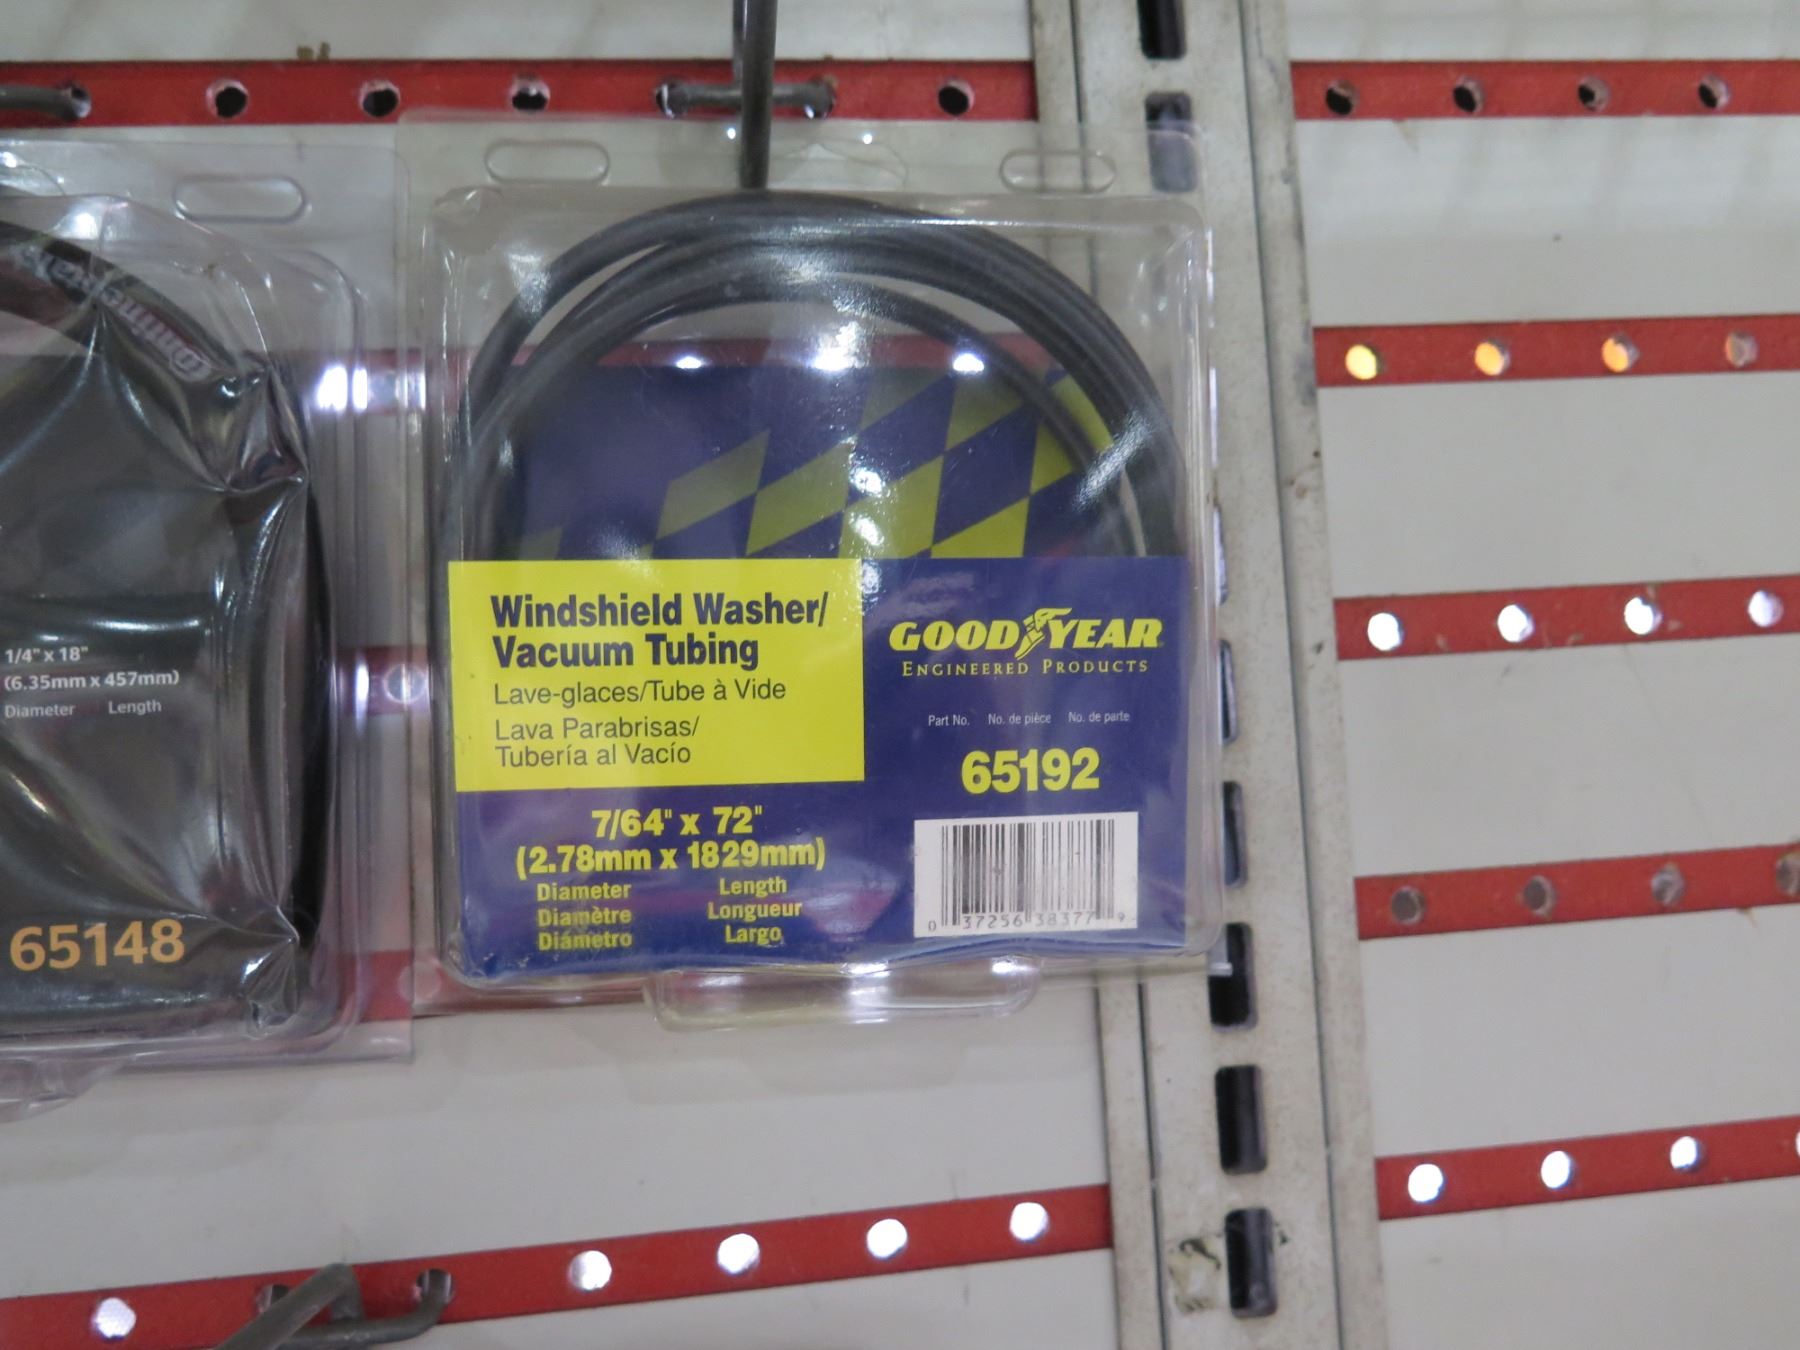 1/4" x 18"
(6.35mm x 457mm)
Diameter Length
65148
Windshield Washer/
Vacuum Tubing
Lave-glaces/Tube à Vide
Lava Parabrisas/
Tubería al Vacío
7/64" x 72"
(2.78mm x 1829mm)
Diameter Length
Diamètre Longueur
Diámetro Largo
GOODYEAR
ENGINEERED PRODUCTS
Part No. No. de pièce No. de parte
65192
0 37256 38377 9